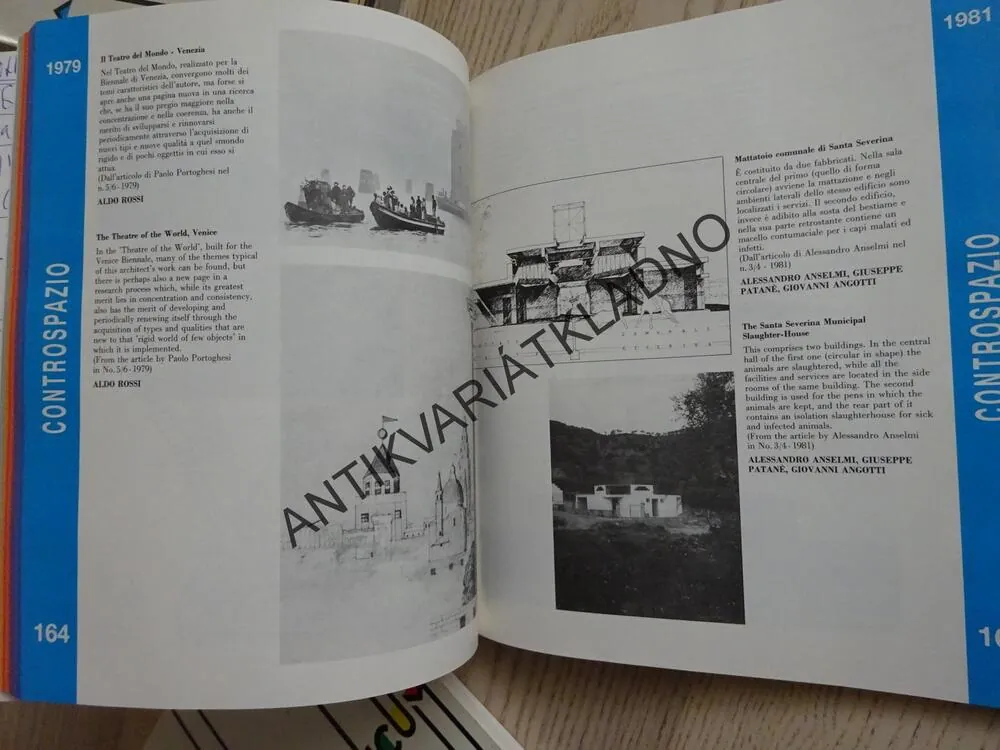 1979
Il Teatro del Mondo - Venezia
Nel Teatro del Mondo, realizzato per la
Biennale di Venezia, convergono molti dei
temi caratteristici dell'autore, ma forse si
apre anche una pagina nuova in una ricerca
che, se ha il suo pregio maggiore nella
concentrazione e nella coerenza, ha anche il
merito di svilupparsi e rinnovarsi
periodicamente attraverso l'acquisizione di
nuovi tipi e nuove qualità a quel «mondo
rigido e di pochi oggetti» in cui esso si
attua.
(Dall'articolo di Paolo Portoghesi nel
n. 5/6-1979)
ALDO ROSSI
The Theatre of the World, Venice
In the 'Theatre of the World', built for the
Venice Biennale, many of the themes typical
of this architect's work can be found, but
there is perhaps also a new page in a
research process which, while its greatest
merit lies in concentration and consistency,
also has the merit of developing and
periodically renewing itself through the
acquisition of types and qualities that are
new to that 'rigid world of few objects' in
which it is implemented.
(From the article by Paolo Portoghesi
in No. 5/6-1979)
ALDO ROSSI
CONTROSPAZIO
164
1981
Mattatoio comunale di Santa Severina
È costituito da due fabbricati. Nella sala
centrale del primo (quello di forma
circolare) avviene la mattazione e negli
ambienti laterali dello stesso edificio sono
localizzati i servizi. Il secondo edificio,
invece è adibito alla sosta del bestiame e
nella sua parte retrostante contiene un
macello contumaciale per i capi malati ed
infetti.
(Dall'articolo di Alessandro Anselmi nel
n. 3/4 - 1981)
ALESSANDRO ANSELMI, GIUSEPPE
PATANÈ, GIOVANNI ANGOTTI
The Santa Severina Municipal
Slaughter-House
This comprises two buildings. In the central
hall of the first one (circular in shape) the
animals are slaughtered, while all the
facilities and services are located in the side
rooms of the same building. The second
building is used for the pens in which the
animals are kept, and the rear part of it
contains an isolation slaughterhouse for sick
and infected animals.
(From the article by Alessandro Anselmi
in No. 3/4-1981)
ALESSANDRO ANSELMI, GIUSEPPE
PATANÈ, GIOVANNI ANGOTTI
CONTROSPAZIO
ANTIKVARIÁTKLADNO